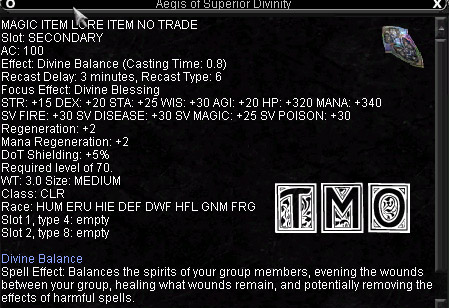 Aegis of Superior Divinity
MAGIC ITEM LORE ITEM NO TRADE
Slot: SECONDARY
AC: 100
Effect: Divine Balance (Casting Time: 0.8)
Recast Delay: 3 minutes, Recast Type: 6
Focus Effect: Divine Blessing
STR: +15 DEX: +20 STA: +25 WIS: +30 AGI: +20 HP: +320 MANA: +340
SV FIRE: +30 SV DISEASE: +30 SV MAGIC: +25 SV POISON: +30
Regeneration: +2
Mana Regeneration: +2
DoT Shielding: +5%
Required level of 70.
WT: 3.0 Size: MEDIUM
Class: CLR
Race: HUM ERU HIE DEF DWF HFL GNM FRG
Slot 1, type 4: empty
Slot 2, type 8: empty
TMO
Divine Balance
Spell Effect: Balances the spirits of your group members, evening the wounds
between your group, healing what wounds remain, and potentially removing the
effects of harmful spells.